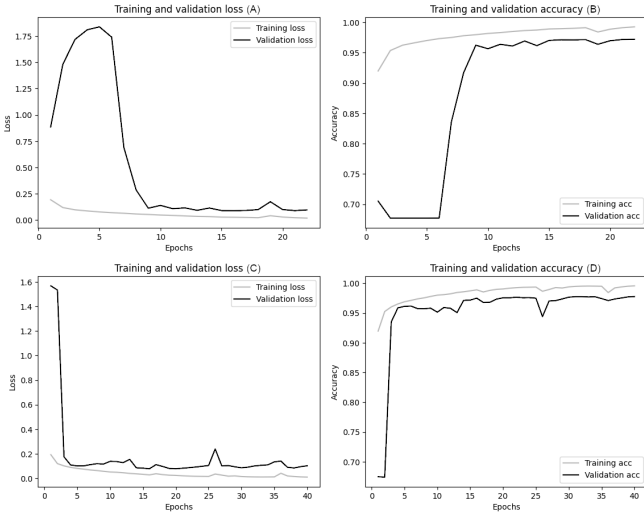 Training and validation loss (A)
Training loss
Validation loss
Loss
1.75
1.50
1.25
1.00
0.75
0.50
0.25
0.00
0 5 10 15 20
Epochs
Training and validation accuracy (B)
Accuracy
1.00
0.95
0.90
0.85
0.80
0.75
0.70
Training acc
Validation acc
0 5 10 15 20
Epochs
Training and validation loss (C)
Training loss
Validation loss
Loss
1.6
1.4
1.2
1.0
0.8
0.6
0.4
0.2
0.0
0 5 10 15 20 25 30 35 40
Epochs
Training and validation accuracy (D)
Accuracy
1.00
0.95
0.90
0.85
0.80
0.75
0.70
Training acc
Validation acc
0 5 10 15 20 25 30 35 40
Epochs